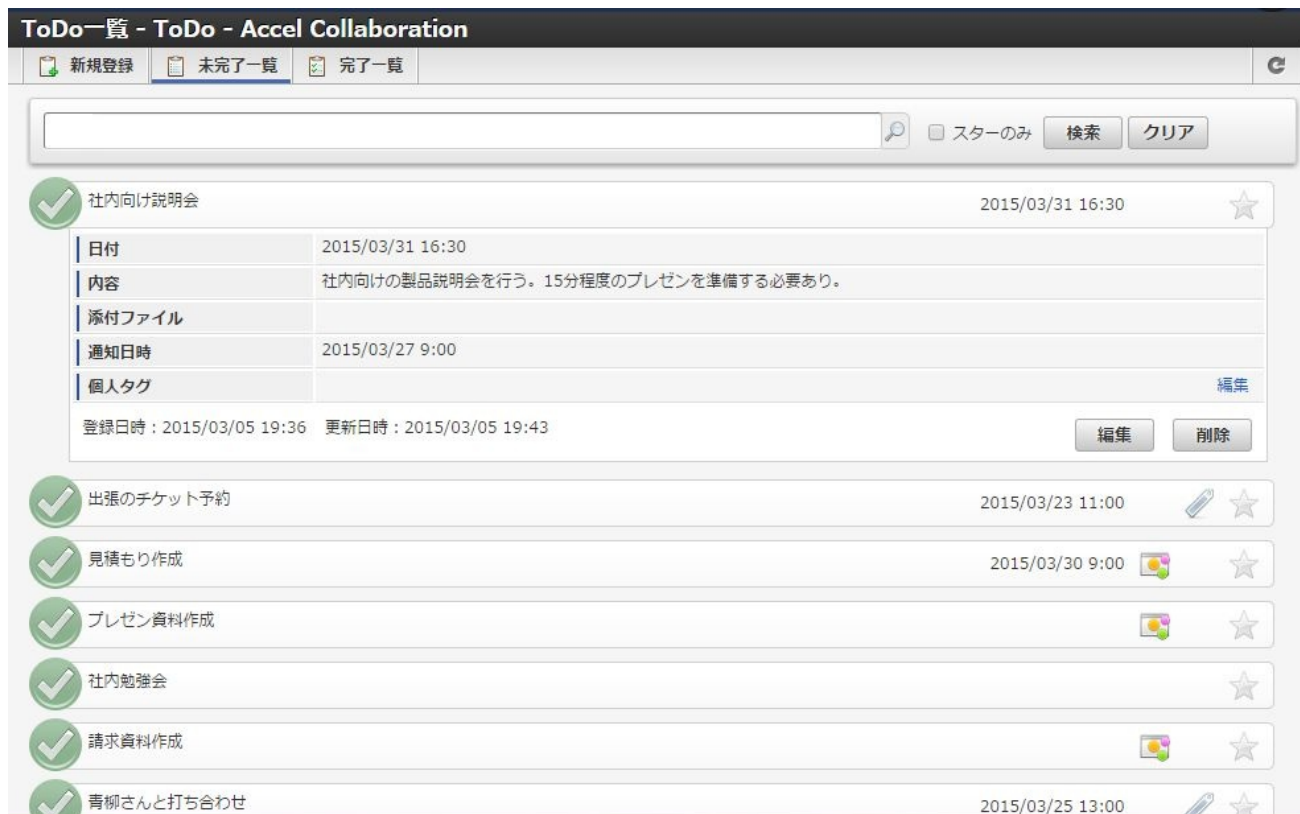 ToDo一覧 - ToDo - Accel Collaboration
新規登録 未完了一覧 完了一覧
スターのみ 検索 クリア
社内向け説明会 2015/03/31 16:30
日付 2015/03/31 16:30
内容 社内向けの製品説明会を行う。15分程度のプレゼンを準備する必要あり。
添付ファイル
通知日時 2015/03/27 9:00
個人タグ 編集
登録日時：2015/03/05 19:36 更新日時：2015/03/05 19:43 編集 削除
出張のチケット予約 2015/03/23 11:00
見積もり作成 2015/03/30 9:00
プレゼン資料作成
社内勉強会
請求資料作成
青柳さんと打ち合わせ 2015/03/25 13:00